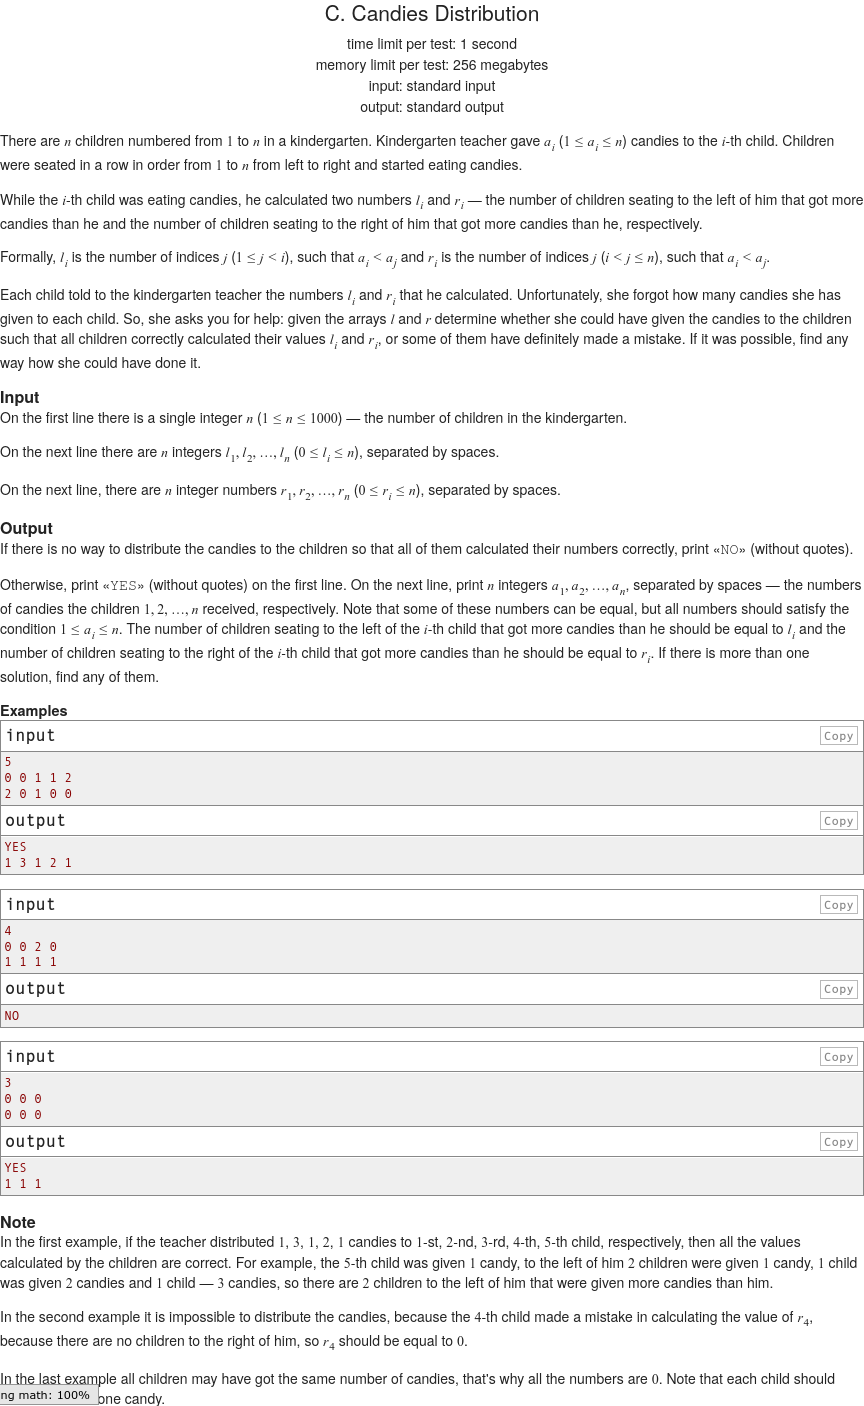 C. Candies Distribution
time limit per test: 1 second
memory limit per test: 256 megabytes
input: standard input
output: standard output
There are n children numbered from 1 to n in a kindergarten. Kindergarten teacher gave a_i (1 ≤ a_i ≤ n) candies to the i-th child. Children
were seated in a row in order from 1 to n from left to right and started eating candies.
While the i-th child was eating candies, he calculated two numbers l_i and r_i — the number of children seating to the left of him that got more
candies than he and the number of children seating to the right of him that got more candies than he, respectively.
Formally, l_i is the number of indices j (1 ≤ j < i), such that a_i < a_j and r_i is the number of indices j (i < j ≤ n), such that a_i < a_j.
Each child told to the kindergarten teacher the numbers l_i and r_i that he calculated. Unfortunately, she forgot how many candies she has
given to each child. So, she asks you for help: given the arrays l and r determine whether she could have given the candies to the children
such that all children correctly calculated their values l_i and r_i, or some of them have definitely made a mistake. If it was possible, find any
way how she could have done it.
Input
On the first line there is a single integer n (1 ≤ n ≤ 1000) — the number of children in the kindergarten.
On the next line there are n integers l_1, l_2, …, l_n (0 ≤ l_i ≤ n), separated by spaces.
On the next line, there are n integer numbers r_1, r_2, …, r_n (0 ≤ r_i ≤ n), separated by spaces.
Output
If there is no way to distribute the candies to the children so that all of them calculated their numbers correctly, print «NO» (without quotes).
Otherwise, print «YES» (without quotes) on the first line. On the next line, print n integers a_1, a_2, …, a_n, separated by spaces — the numbers
of candies the children 1, 2, …, n received, respectively. Note that some of these numbers can be equal, but all numbers should satisfy the
condition 1 ≤ a_i ≤ n. The number of children seating to the left of the i-th child that got more candies than he should be equal to l_i and the
number of children seating to the right of the i-th child that got more candies than he should be equal to r_i. If there is more than one
solution, find any of them.
Examples
input
Copy
5
0 0 1 1 2
2 0 1 0 0
output
Copy
YES
1 3 1 2 1
input
Copy
4
0 0 2 0
1 1 1 1
output
Copy
NO
input
Copy
3
0 0 0
0 0 0
output
Copy
YES
1 1 1
Note
In the first example, if the teacher distributed 1, 3, 1, 2, 1 candies to 1-st, 2-nd, 3-rd, 4-th, 5-th child, respectively, then all the values
calculated by the children are correct. For example, the 5-th child was given 1 candy, to the left of him 2 children were given 1 candy, 1 child
was given 2 candies and 1 child — 3 candies, so there are 2 children to the left of him that were given more candies than him.
In the second example it is impossible to distribute the candies, because the 4-th child made a mistake in calculating the value of r_4,
because there are no children to the right of him, so r_4 should be equal to 0.
In the last example all children may have got the same number of candies, that's why all the numbers are 0. Note that each child should
one candy.
ng math: 100%